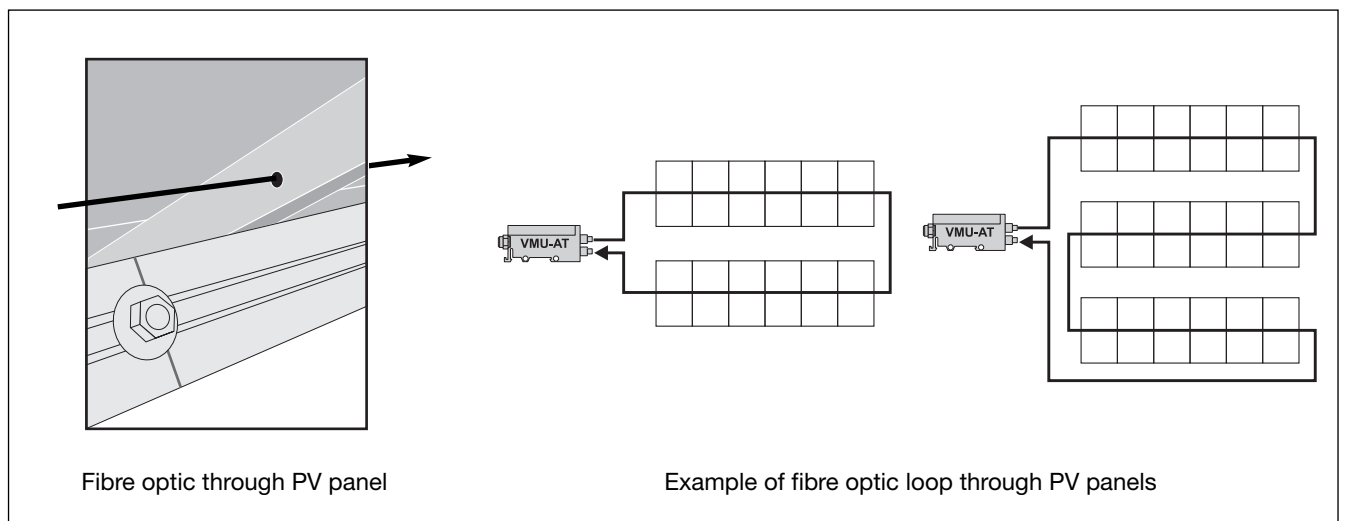 VMU-AT
VMU-AT
Fibre optic through PV panel
Example of fibre optic loop through PV panels